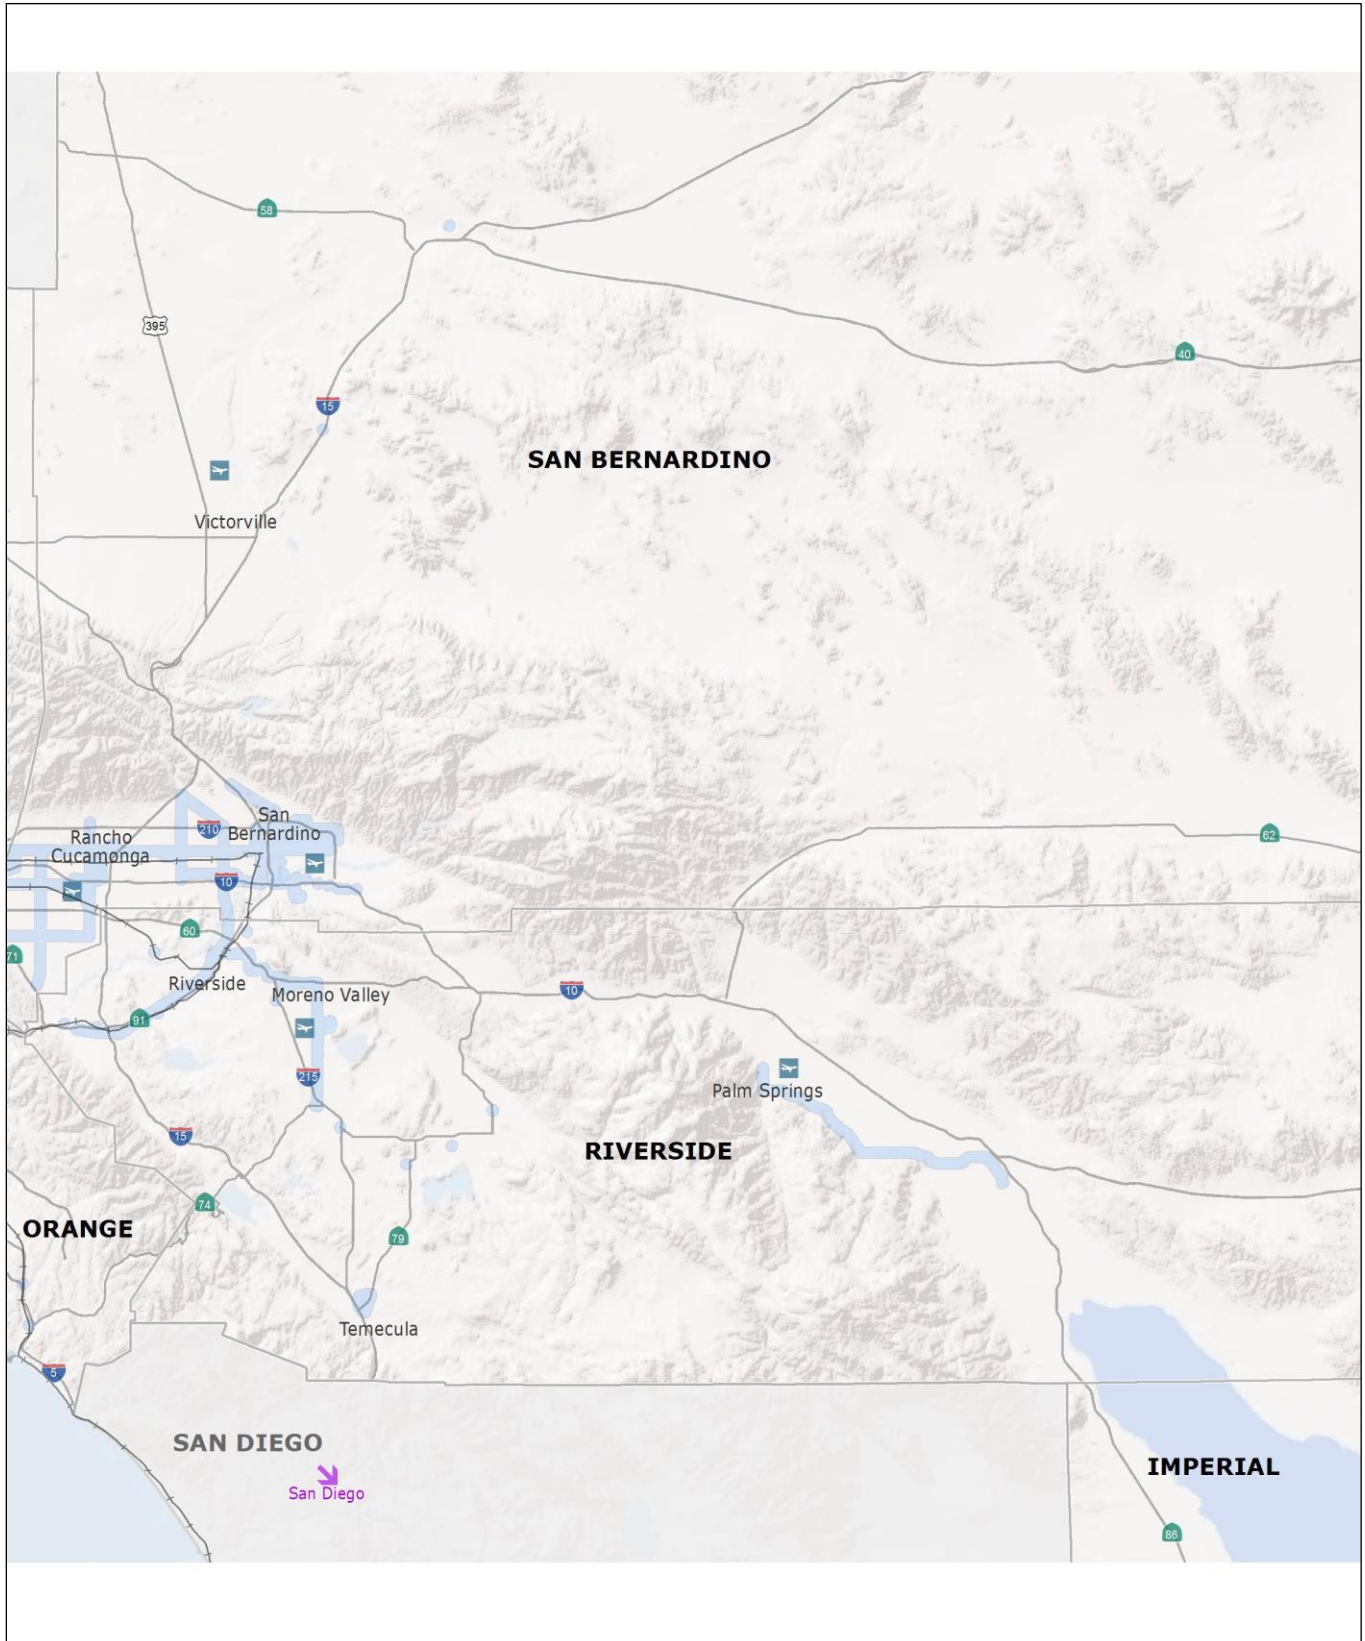 58
395
40
15
SAN BERNARDINO
Victorville
San
Bernardino
210
62
Rancho
Cucamonga
10
60
71
Riverside
Moreno Valley
10
91
215
Palm Springs
15
RIVERSIDE
74
ORANGE
79
Temecula
5
SAN DIEGO
San Diego
IMPERIAL
86